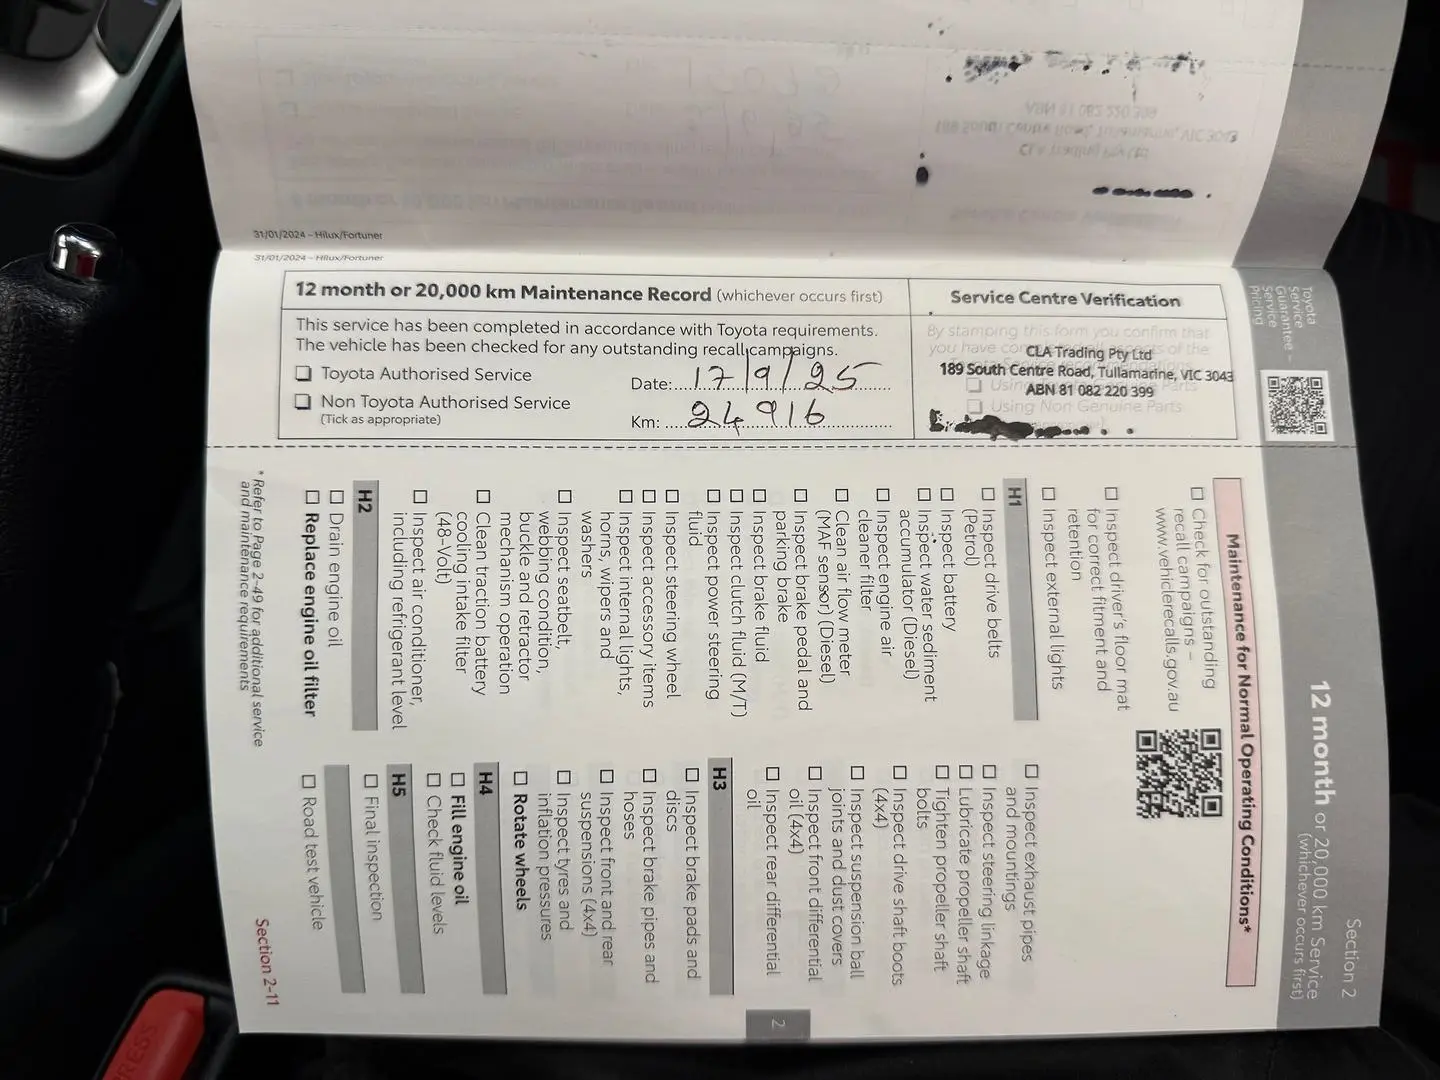 31/01/2024 – Hilux/Fortuner
31/01/2024 – Hilux/Fortuner
12 month or 20,000 km Maintenance Record (whichever occurs first)
This service has been completed in accordance with Toyota requirements.
The vehicle has been checked for any outstanding recall campaigns.
Toyota Authorised Service
Non Toyota Authorised Service
(Tick as appropriate)
Date: 17/9/25
Km: 24916
Service Centre Verification
By stamping this form you confirm that
you have completed all aspects of the
CLA Trading Pty Ltd
189 South Centre Road, Tullamarine, VIC 3043
ABN 81 082 220 399
Using Non Genuine Parts
Toyota
Service
Guarantee –
Service
Pricing
Section 2
12 month or 20,000 km Service
(whichever occurs first)
Maintenance for Normal Operating Conditions*
Check for outstanding
recall campaigns –
www.vehiclerecalls.gov.au
Inspect driver's floor mat
for correct fitment and
retention
Inspect external lights
H1
Inspect drive belts
(Petrol)
Inspect battery
Inspect water sediment
accumulator (Diesel)
Inspect engine air
cleaner filter
Clean air flow meter
(MAF sensor) (Diesel)
Inspect brake pedal and
parking brake
Inspect brake fluid
Inspect clutch fluid (M/T)
Inspect power steering
fluid
Inspect steering wheel
Inspect accessory items
Inspect internal lights,
horns, wipers and
washers
Inspect seatbelt,
webbing condition,
buckle and retractor
mechanism operation
Clean traction battery
cooling intake filter
(48-Volt)
Inspect air conditioner,
including refrigerant level
H2
Drain engine oil
Replace engine oil filter
* Refer to Page 2-49 for additional service
and maintenance requirements
Inspect exhaust pipes
and mountings
Inspect steering linkage
Lubricate propeller shaft
Tighten propeller shaft
bolts
Inspect drive shaft boots
(4x4)
Inspect suspension ball
joints and dust covers
Inspect front differential
oil (4x4)
Inspect rear differential
oil
H3
Inspect brake pads and
discs
Inspect brake pipes and
hoses
Inspect front and rear
suspensions (4x4)
Inspect tyres and
inflation pressures
Rotate wheels
H4
Fill engine oil
Check fluid levels
H5
Final inspection
Road test vehicle
2
Section 2-11
PRESS